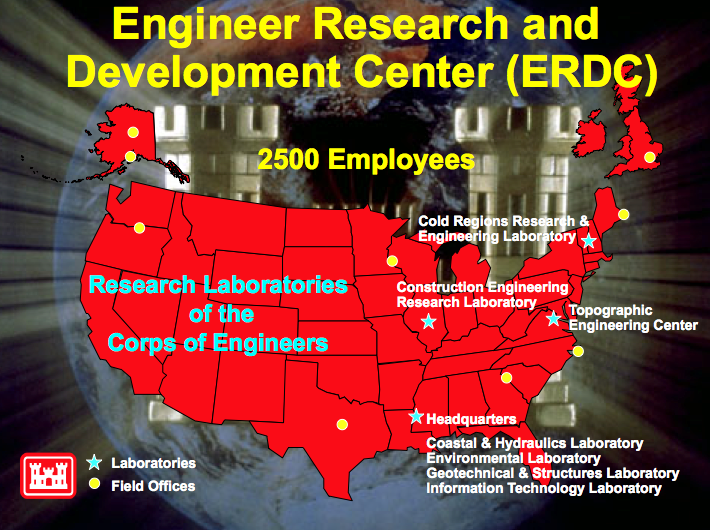 Engineer Research and
Development Center (ERDC)
2500 Employees
Cold Regions Research &
Engineering Laboratory
Research Laboratories
of the
Corps of Engineers
Construction Engineering
Research Laboratory
Topographic
Engineering Center
Headquarters
Coastal & Hydraulics Laboratory
Environmental Laboratory
Geotechnical & Structures Laboratory
Information Technology Laboratory
Laboratories
Field Offices